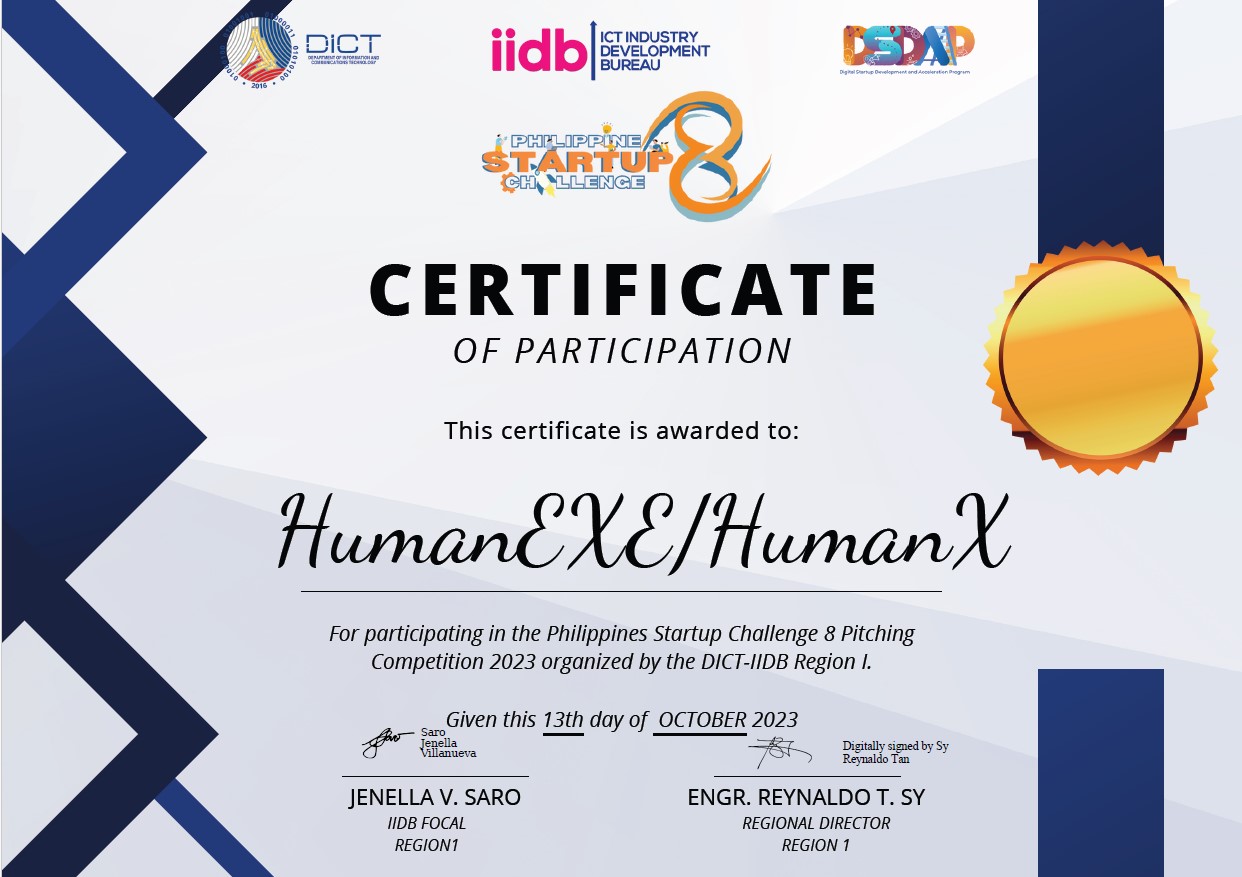 DICT
DEPARTMENT OF INFORMATION AND
COMMUNICATIONS TECHNOLOGY
2016
iidb
ICT INDUSTRY
DEVELOPMENT
BUREAU
DSDAP
Digital Startup Development and Acceleration Program
PHILIPPINE
STARTUP
CHALLENGE
8
CERTIFICATE
OF PARTICIPATION
This certificate is awarded to:
HumanEXE/HumanX
For participating in the Philippines Startup Challenge 8 Pitching
Competition 2023 organized by the DICT-IIDB Region I.
Given this 13th day of OCTOBER 2023
Saro
Jenella
Villanueva
Digitally signed by Sy
Reynaldo Tan
JENELLA V. SARO
IIDB FOCAL
REGION1
ENGR. REYNALDO T. SY
REGIONAL DIRECTOR
REGION 1